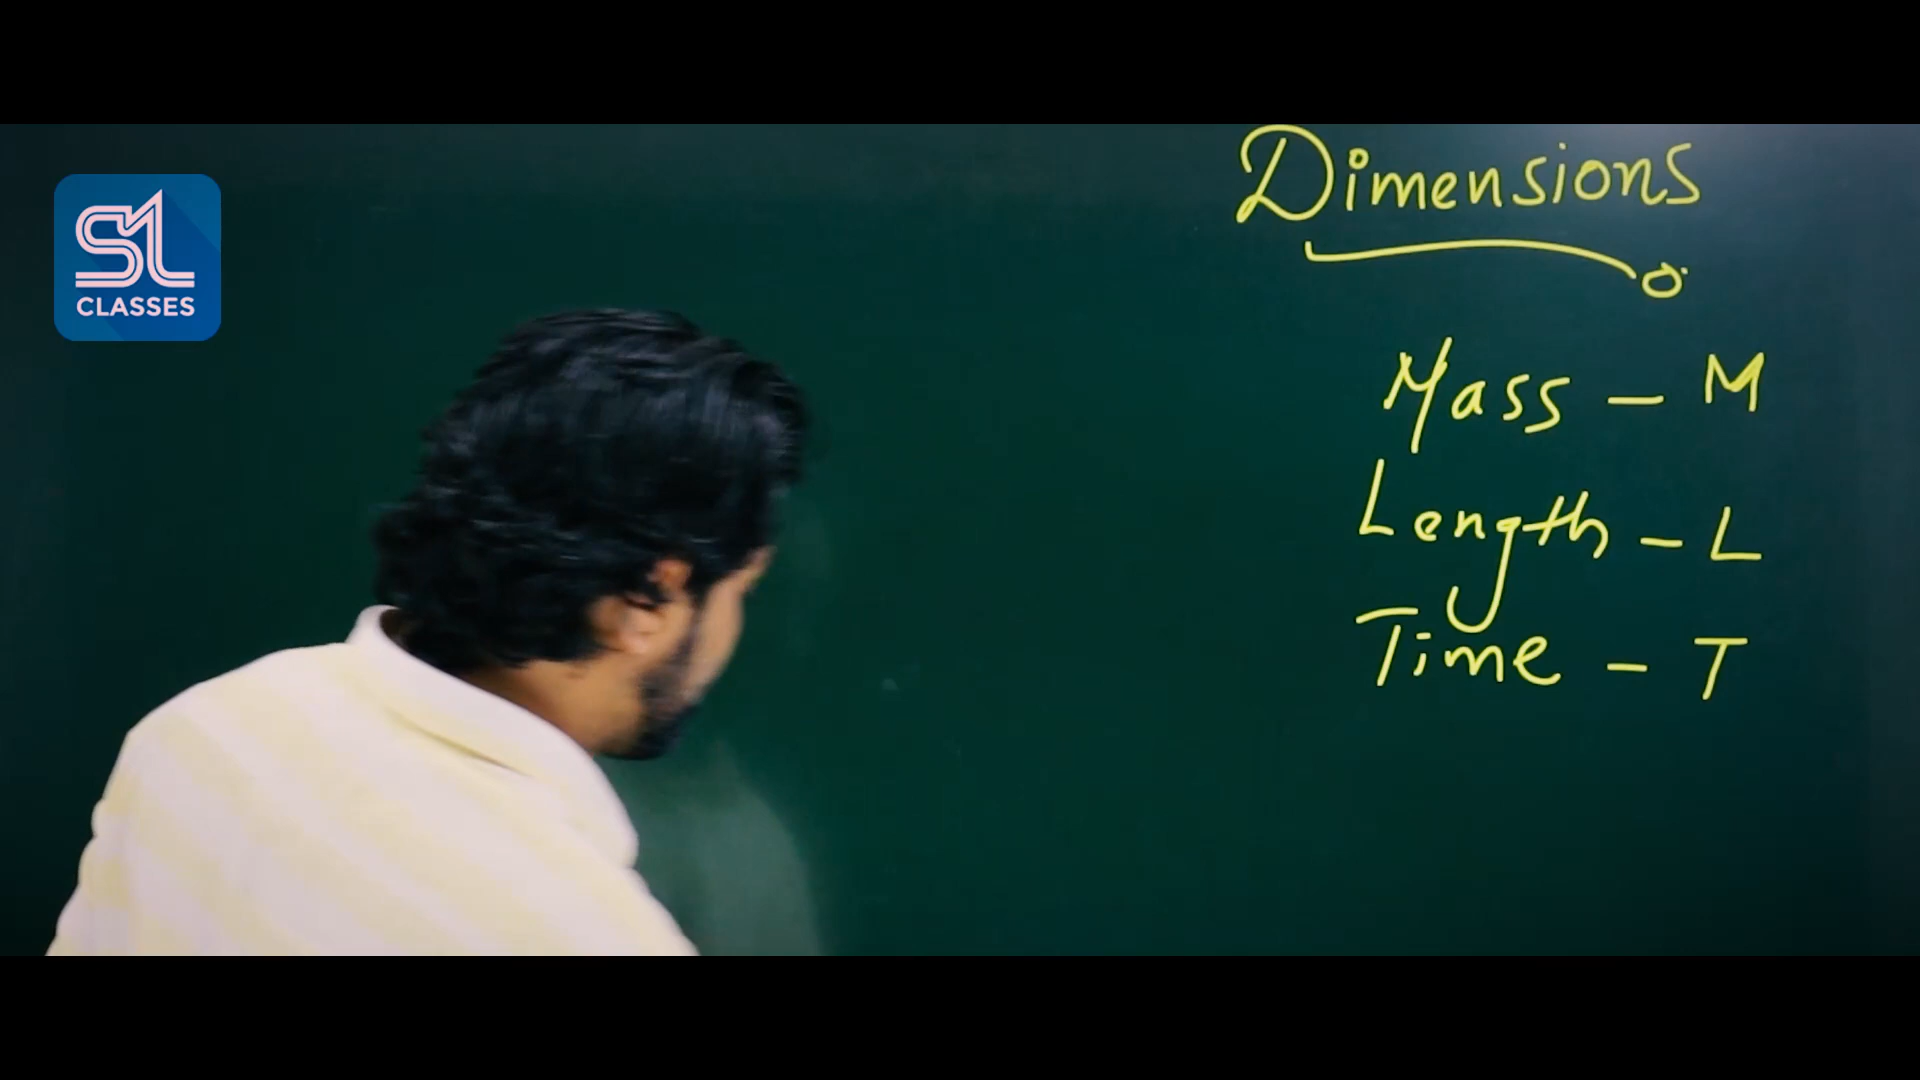 SL
CLASSES
Dimensions
Mass - M
Length - L
Time - T